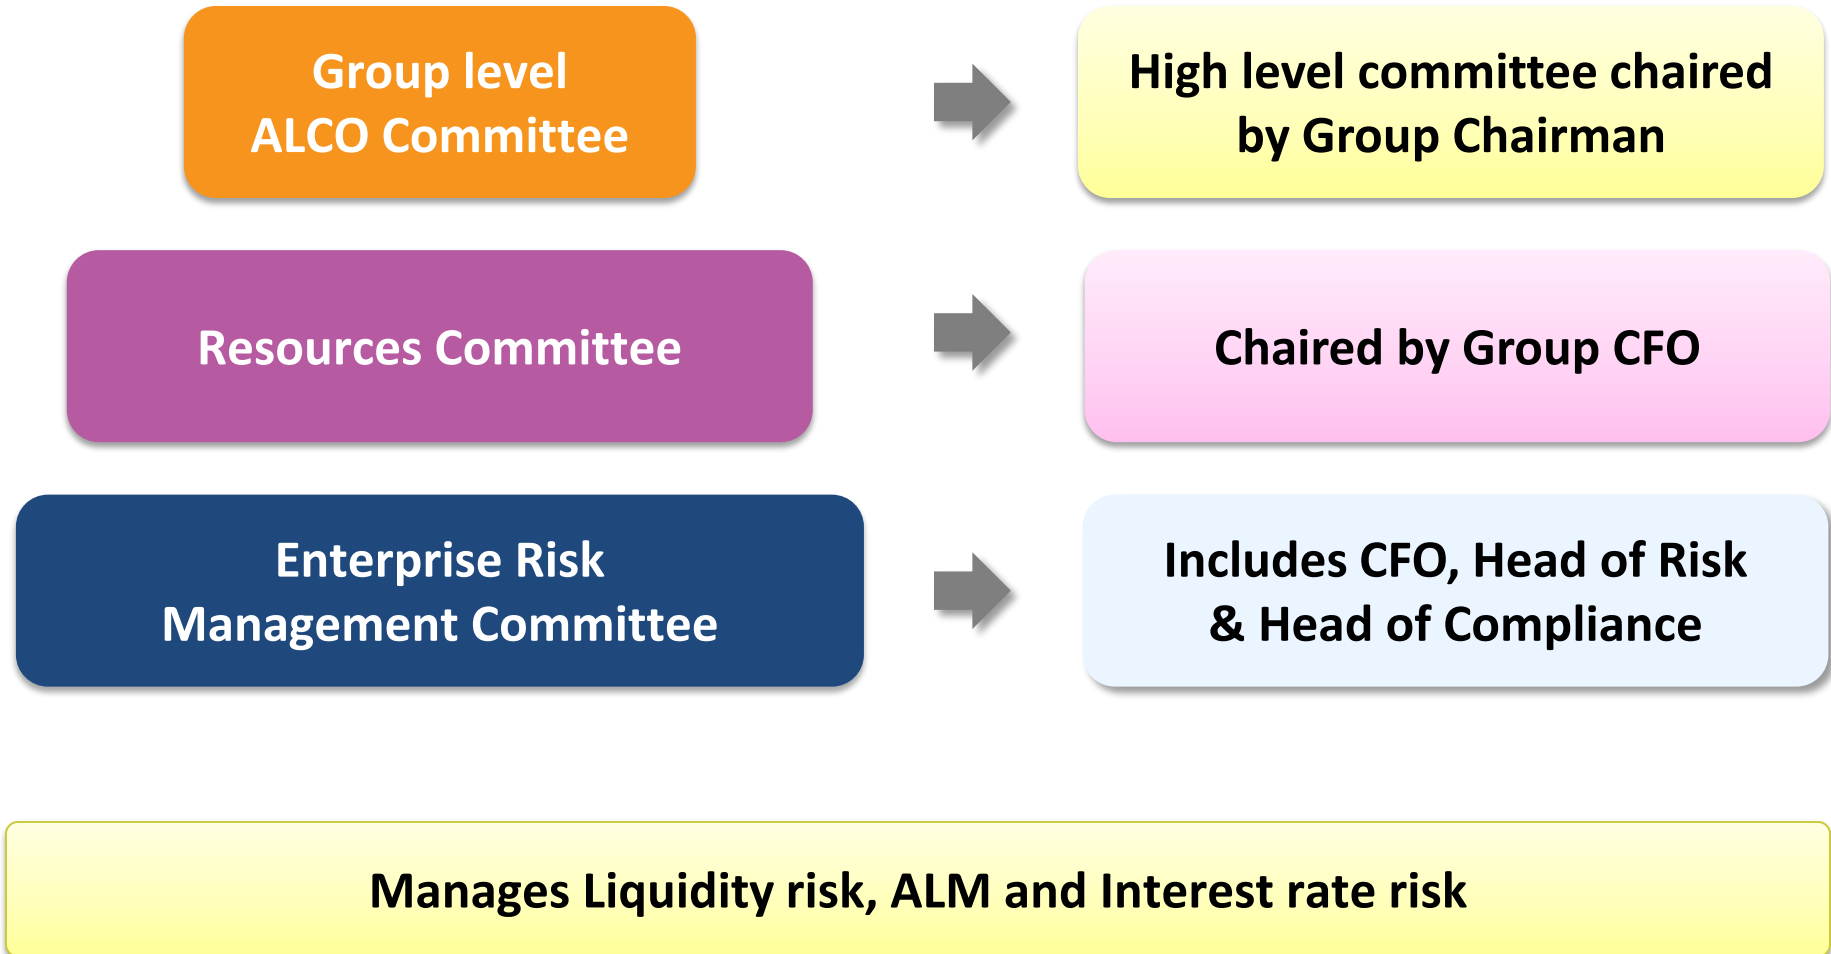 Group level
ALCO Committee
High level committee chaired
by Group Chairman
Resources Committee
Chaired by Group CFO
Enterprise Risk
Management Committee
Includes CFO, Head of Risk
& Head of Compliance
Manages Liquidity risk, ALM and Interest rate risk